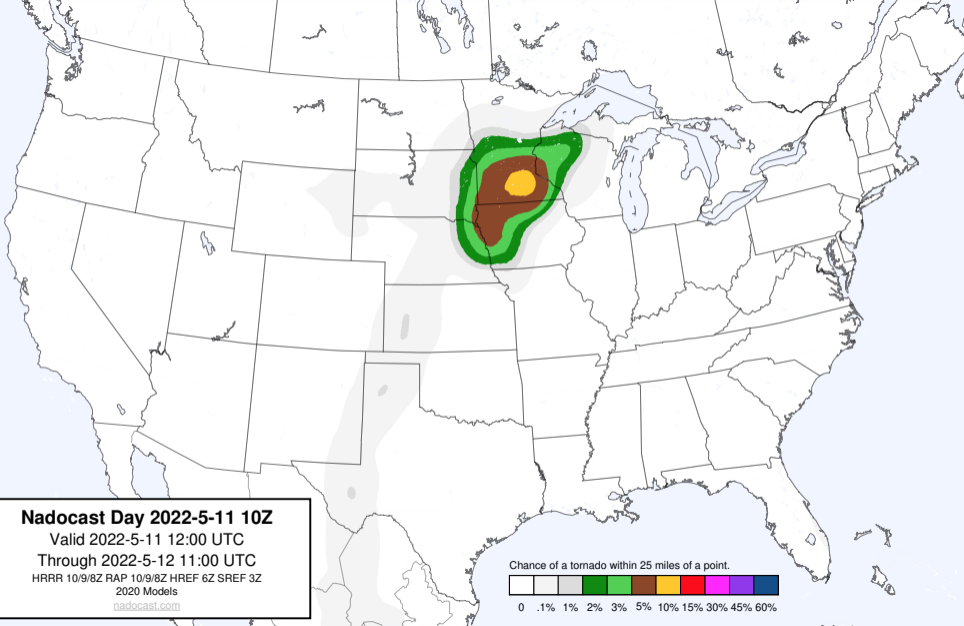 Nadocast Day 2022-5-11 10Z
Valid 2022-5-11 12:00 UTC
Through 2022-5-12 11:00 UTC
HRRR 10/9/8Z RAP 10/9/8Z HREF 6Z SREF 3Z
2020 Models
nadocast.com
Chance of a tornado within 25 miles of a point.
0 .1% 1% 2% 3% 5% 10% 15% 30% 45% 60%